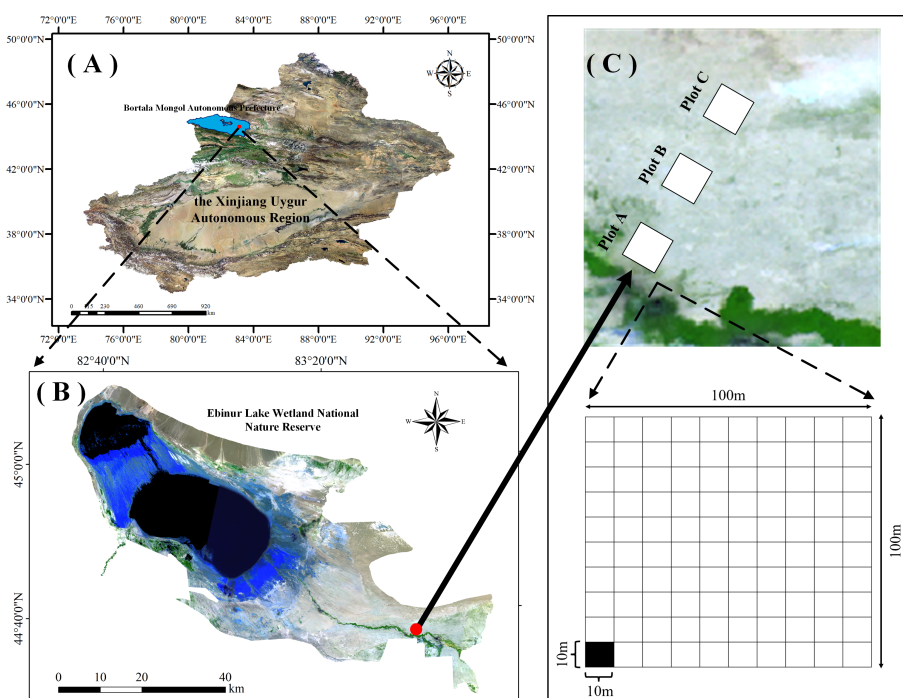 72°0'0"E 76°0'0"E 80°0'0"E 84°0'0"E 88°0'0"E 92°0'0"E 96°0'0"E
50°0'0"N
46°0'0"N
42°0'0"N
38°0'0"N
34°0'0"N
( A )
N
W E
S
Bortala Mongol Autonomous Prefecture
the Xinjiang Uygur
Autonomous Region
0 115 230 460 690 920
km
50°0'0"N
46°0'0"N
42°0'0"N
38°0'0"N
34°0'0"N
72°0'0"E 76°0'0"E 80°0'0"E 84°0'0"E 88°0'0"E 92°0'0"E 96°0'0"E
82°40'0"E 83°20'0"E
45°0'0"N
44°40'0"N
( B )
Ebinur Lake Wetland National
Nature Reserve
N
W E
S
0 10 20 40
km
( C )
Plot C
Plot B
Plot A
100m
100m
10m
10m